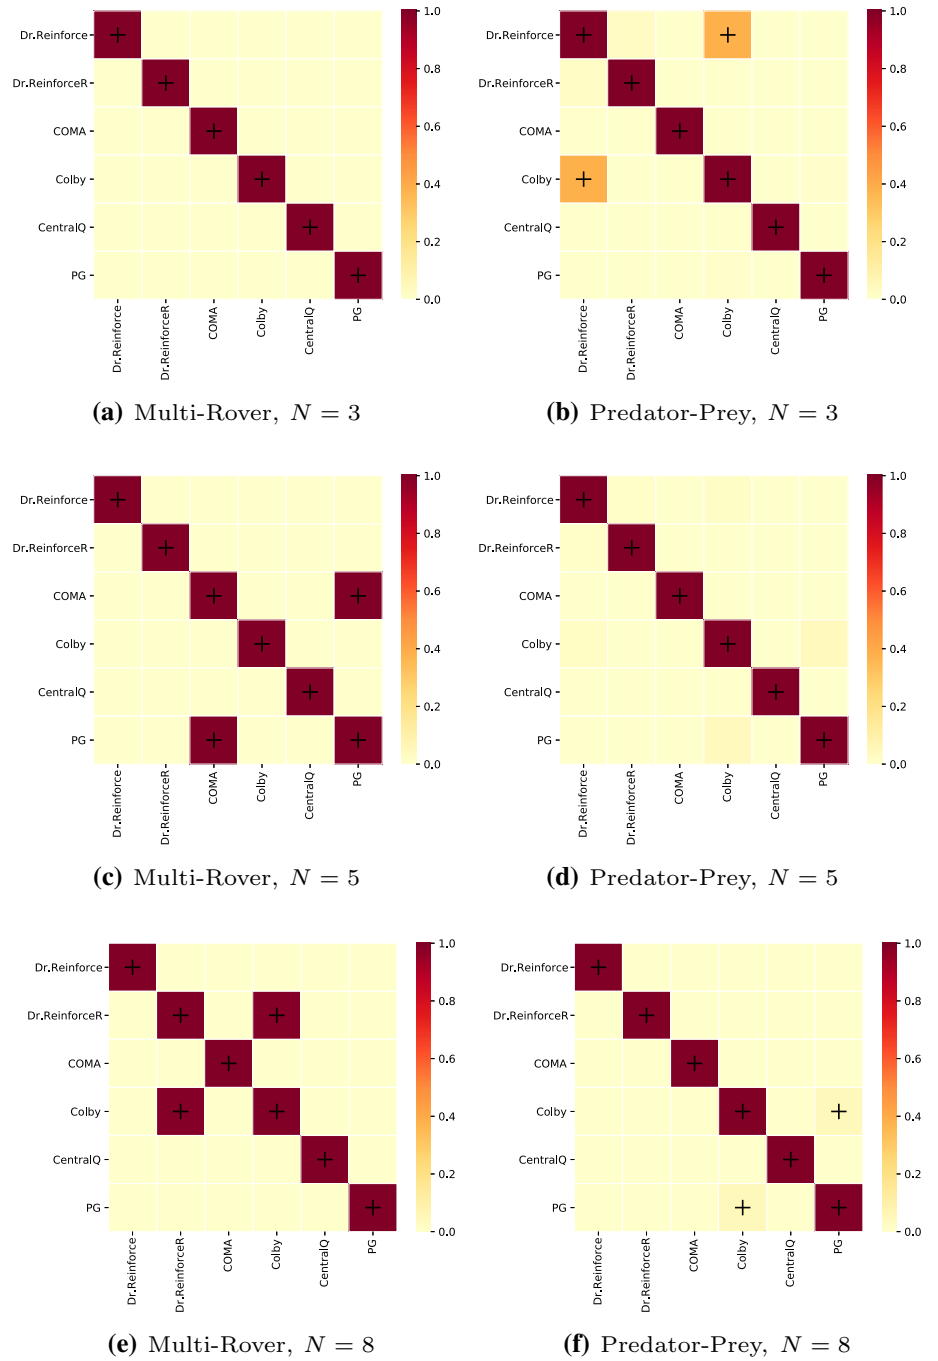 Dr.Reinforce
Dr.ReinforceR
COMA
Colby
CentralQ
PG
Dr.Reinforce
Dr.ReinforceR
COMA
Colby
CentralQ
PG
1.0
0.8
0.6
0.4
0.2
0.0
(a) Multi-Rover, N = 3
Dr.Reinforce
Dr.ReinforceR
COMA
Colby
CentralQ
PG
Dr.Reinforce
Dr.ReinforceR
COMA
Colby
CentralQ
PG
1.0
0.8
0.6
0.4
0.2
0.0
(b) Predator-Prey, N = 3
Dr.Reinforce
Dr.ReinforceR
COMA
Colby
CentralQ
PG
Dr.Reinforce
Dr.ReinforceR
COMA
Colby
CentralQ
PG
1.0
0.8
0.6
0.4
0.2
0.0
(c) Multi-Rover, N = 5
Dr.Reinforce
Dr.ReinforceR
COMA
Colby
CentralQ
PG
Dr.Reinforce
Dr.ReinforceR
COMA
Colby
CentralQ
PG
1.0
0.8
0.6
0.4
0.2
0.0
(d) Predator-Prey, N = 5
Dr.Reinforce
Dr.ReinforceR
COMA
Colby
CentralQ
PG
Dr.Reinforce
Dr.ReinforceR
COMA
Colby
CentralQ
PG
1.0
0.8
0.6
0.4
0.2
0.0
(e) Multi-Rover, N = 8
Dr.Reinforce
Dr.ReinforceR
COMA
Colby
CentralQ
PG
Dr.Reinforce
Dr.ReinforceR
COMA
Colby
CentralQ
PG
1.0
0.8
0.6
0.4
0.2
0.0
(f) Predator-Prey, N = 8